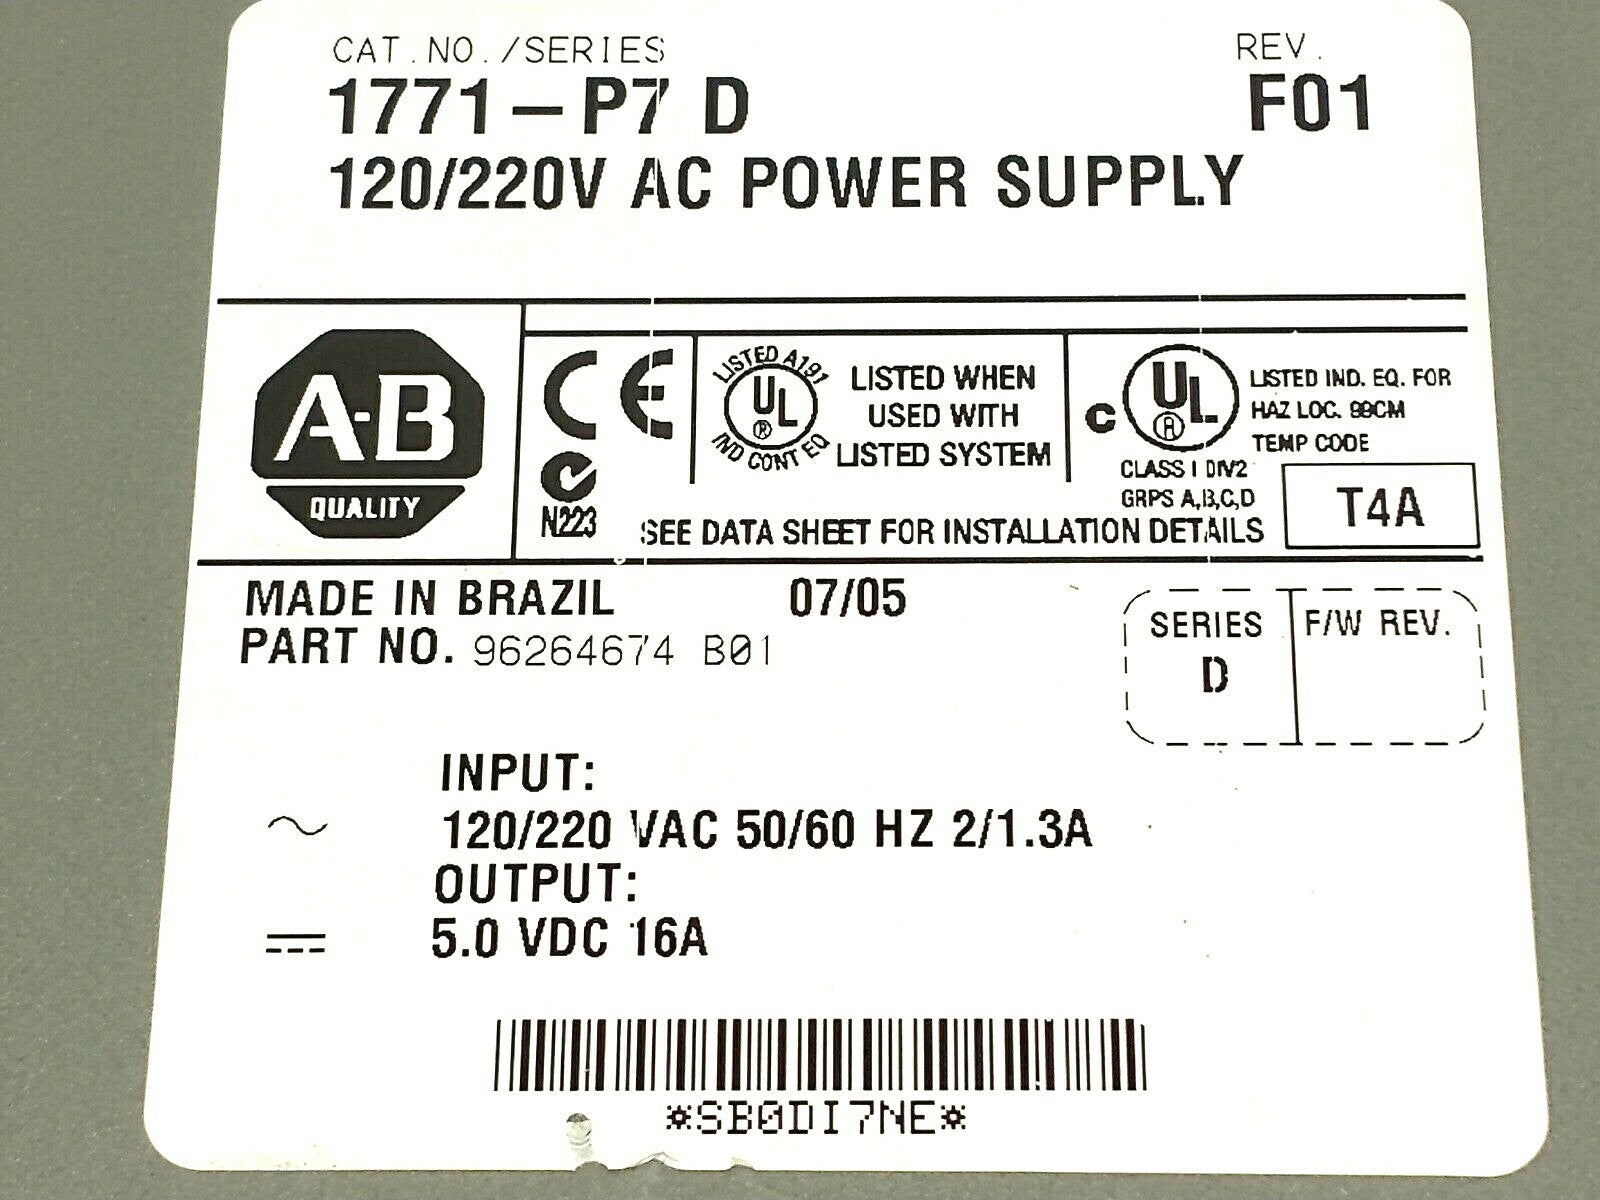 CAT.NO./SERIES REV.
1771-P7 D F01
120/220V AC POWER SUPPLY
A-B
QUALITY
CE
N223
LISTED A191
UL
®
IND CONT EQ
LISTED WHEN
USED WITH
LISTED SYSTEM
C UL
®
LISTED IND. EQ. FOR
HAZ LOC. 99CM
TEMP CODE
CLASS I DIV2
GRPS A,B,C,D
T4A
SEE DATA SHEET FOR INSTALLATION DETAILS
MADE IN BRAZIL 07/05
PART NO. 96264674 B01
SERIES F/W REV.
D
INPUT:
120/220 VAC 50/60 HZ 2/1.3A
OUTPUT:
5.0 VDC 16A
*SB0DI7NE*